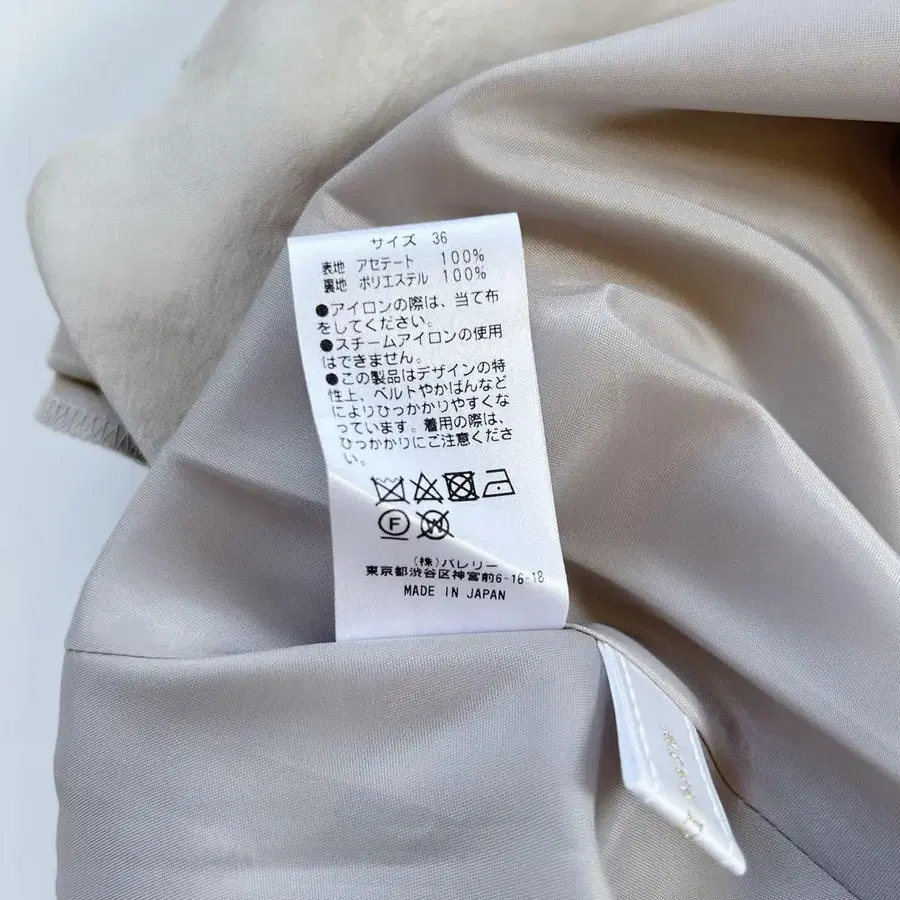 サイズ 36
表地 アセテート 100%
裏地 ポリエステル 100%
●アイロンの際は、当て布
をしてください。
●スチームアイロンの使用
はできません。
●この製品はデザインの特
性上、ベルトやかばんなど
によりひっかかりやすくな
っています。着用の際は、
ひっかかりにご注意くださ
い。
F W
(株)バレリー
東京都渋谷区神宮前6-16-18
MADE IN JAPAN